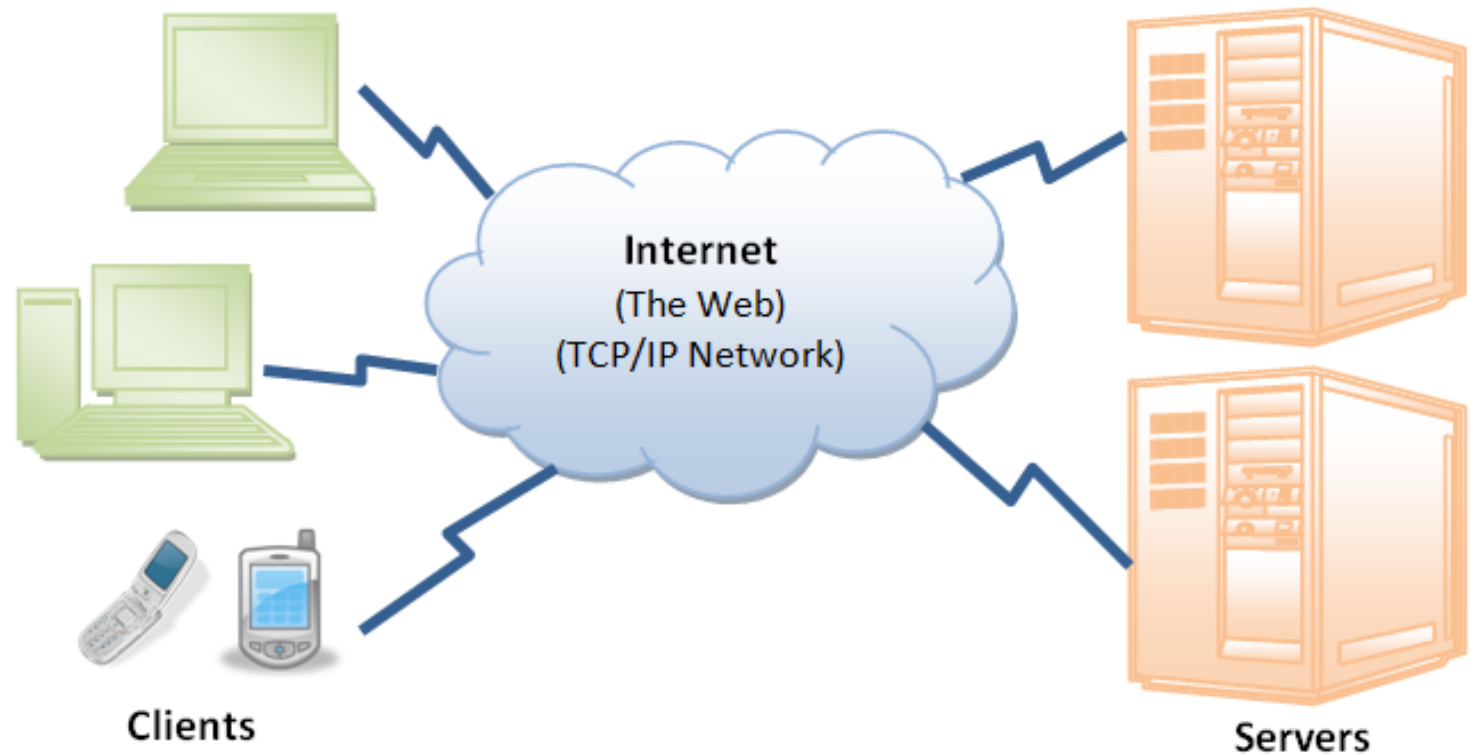 Internet
(The Web)
(TCP/IP Network)
Clients
Servers